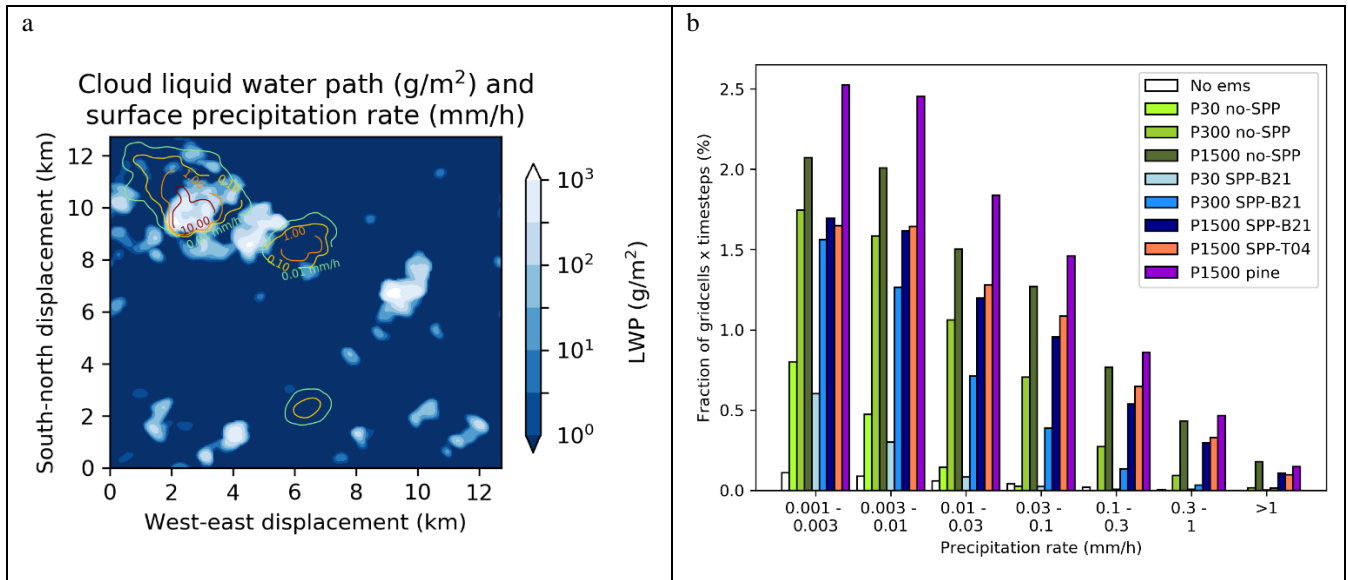 a
Cloud liquid water path (g/m²) and
surface precipitation rate (mm/h)
South-north displacement (km)
12
10
8
6
4
2
0
0 2 4 6 8 10 12
West-east displacement (km)
10.00
1.00
0.10
1.00
0.10
0.01 mm/h
10³
10²
10¹
10⁰
LWP (g/m²)
b
Fraction of gridcells x timesteps (%)
2.5
2.0
1.5
1.0
0.5
0.0
No ems
P30 no-SPP
P300 no-SPP
P1500 no-SPP
P30 SPP-B21
P300 SPP-B21
P1500 SPP-B21
P1500 SPP-T04
P1500 pine
0.001 - 0.003 - 0.01 - 0.03 - 0.1 - 0.3 - >1
0.003 0.01 0.03 0.1 0.3 1
Precipitation rate (mm/h)